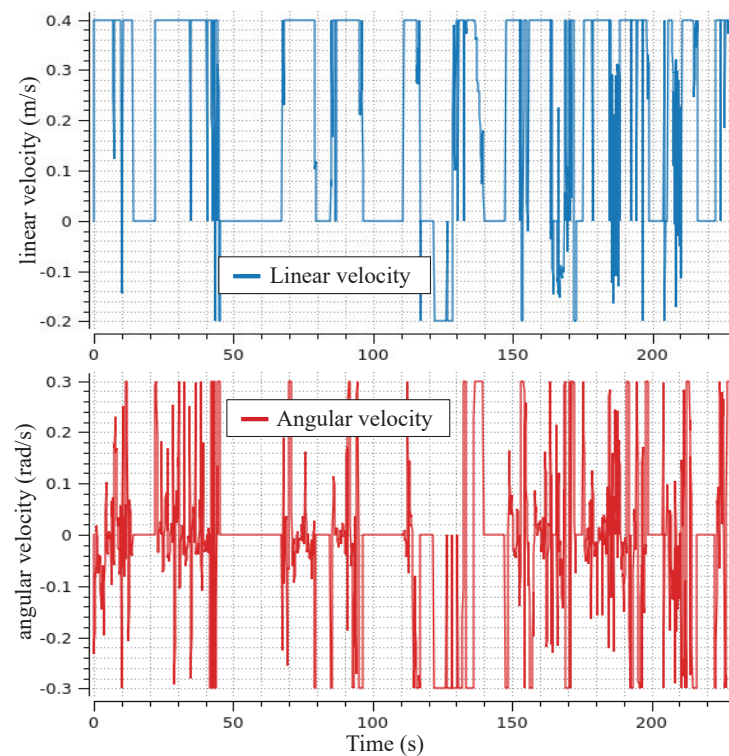 linear velocity (m/s)
0.4
0.3
0.2
0.1
0
-0.1
-0.2
Linear velocity
0 50 100 150 200
angular velocity (rad/s)
0.3
0.2
0.1
0
-0.1
-0.2
-0.3
Angular velocity
0 50 100 150 200
Time (s)